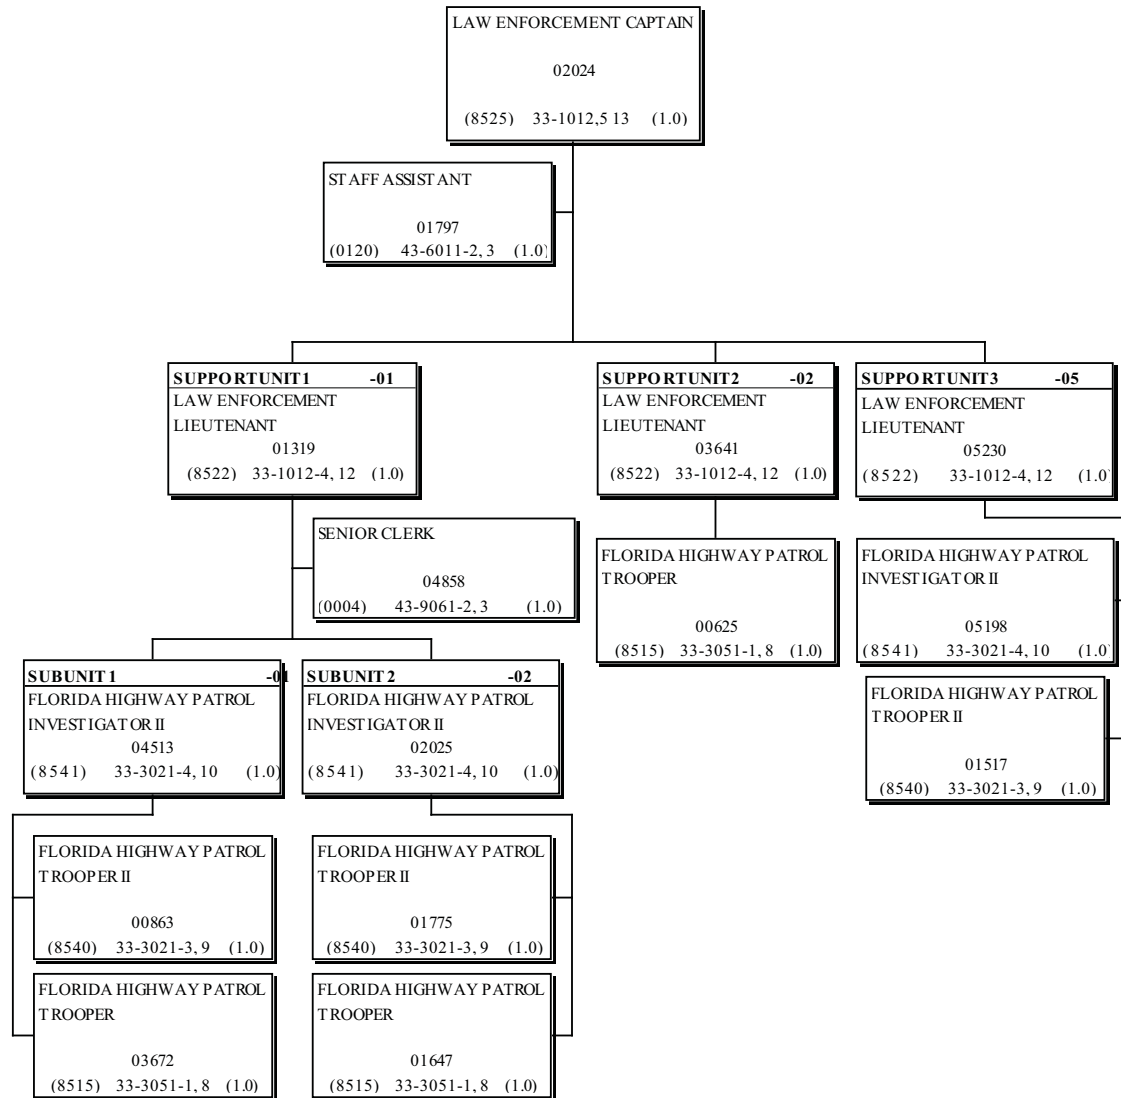 LAW ENFORCEMENT CAPTAIN
02024
(8525) 33-1012,5 13 (1.0)
STAFF ASSISTANT
01797
(0120) 43-6011-2, 3 (1.0)
SUPPORTUNIT1 -01
LAW ENFORCEMENT
LIEUTENANT
01319
(8522) 33-1012-4, 12 (1.0)
SUPPORTUNIT2 -02
LAW ENFORCEMENT
LIEUTENANT
03641
(8522) 33-1012-4, 12 (1.0)
SUPPORTUNIT3 -05
LAW ENFORCEMENT
LIEUTENANT
05230
(8522) 33-1012-4, 12 (1.0)
SENIOR CLERK
04858
(0004) 43-9061-2, 3 (1.0)
FLORIDA HIGHWAY PATROL
TROOPER
00625
(8515) 33-3051-1, 8 (1.0)
FLORIDA HIGHWAY PATROL
INVESTIGATOR II
05198
(8541) 33-3021-4, 10 (1.0)
SUBUNIT 1 -01
FLORIDA HIGHWAY PATROL
INVESTIGATOR II
04513
(8541) 33-3021-4, 10 (1.0)
SUBUNIT 2 -02
FLORIDA HIGHWAY PATROL
INVESTIGATOR II
02025
(8541) 33-3021-4, 10 (1.0)
FLORIDA HIGHWAY PATROL
TROOPER II
01517
(8540) 33-3021-3, 9 (1.0)
FLORIDA HIGHWAY PATROL
TROOPER II
00863
(8540) 33-3021-3, 9 (1.0)
FLORIDA HIGHWAY PATROL
TROOPER II
01775
(8540) 33-3021-3, 9 (1.0)
FLORIDA HIGHWAY PATROL
TROOPER
03672
(8515) 33-3051-1, 8 (1.0)
FLORIDA HIGHWAY PATROL
TROOPER
01647
(8515) 33-3051-1, 8 (1.0)